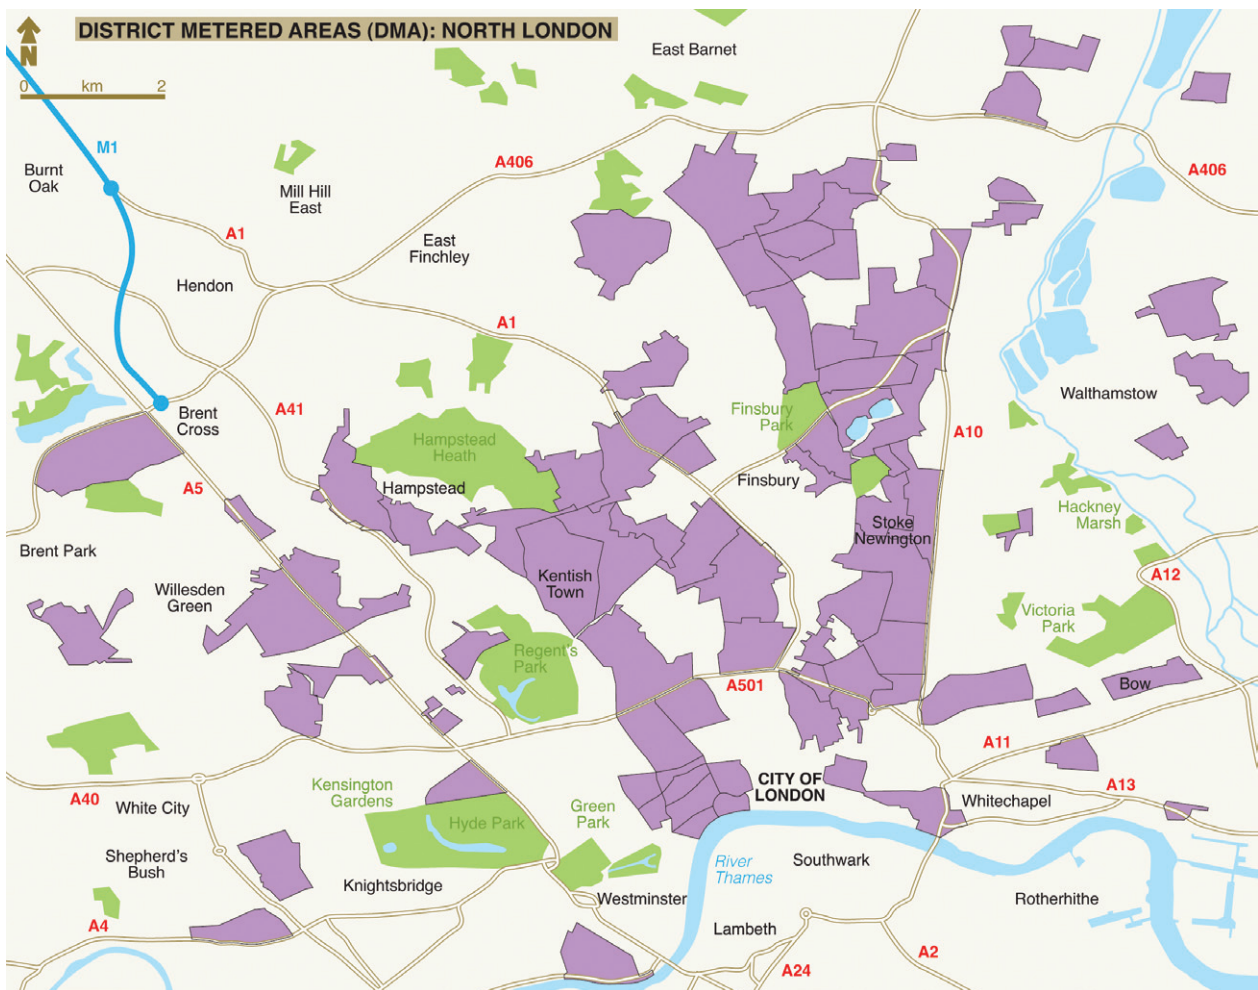 DISTRICT METERED AREAS (DMA): NORTH LONDON
N
0 km 2
East Barnet
M1
Burnt
Oak
A406
A406
Mill Hill
East
A1
East
Finchley
Hendon
A1
Brent
Cross
A41
Finsbury
Park
Walthamstow
A10
Hampstead
Heath
Hampstead
A5
Finsbury
Hackney
Marsh
Stoke
Newington
Brent Park
Willesden
Green
Kentish
Town
A12
Victoria
Park
Regent's
Park
A501
Bow
A11
Kensington
Gardens
CITY OF
LONDON
A13
A40
White City
Whitechapel
Green
Park
Hyde Park
Shepherd's
Bush
River
Thames
Southwark
Knightsbridge
Westminster
Rotherhithe
A4
Lambeth
A2
A24